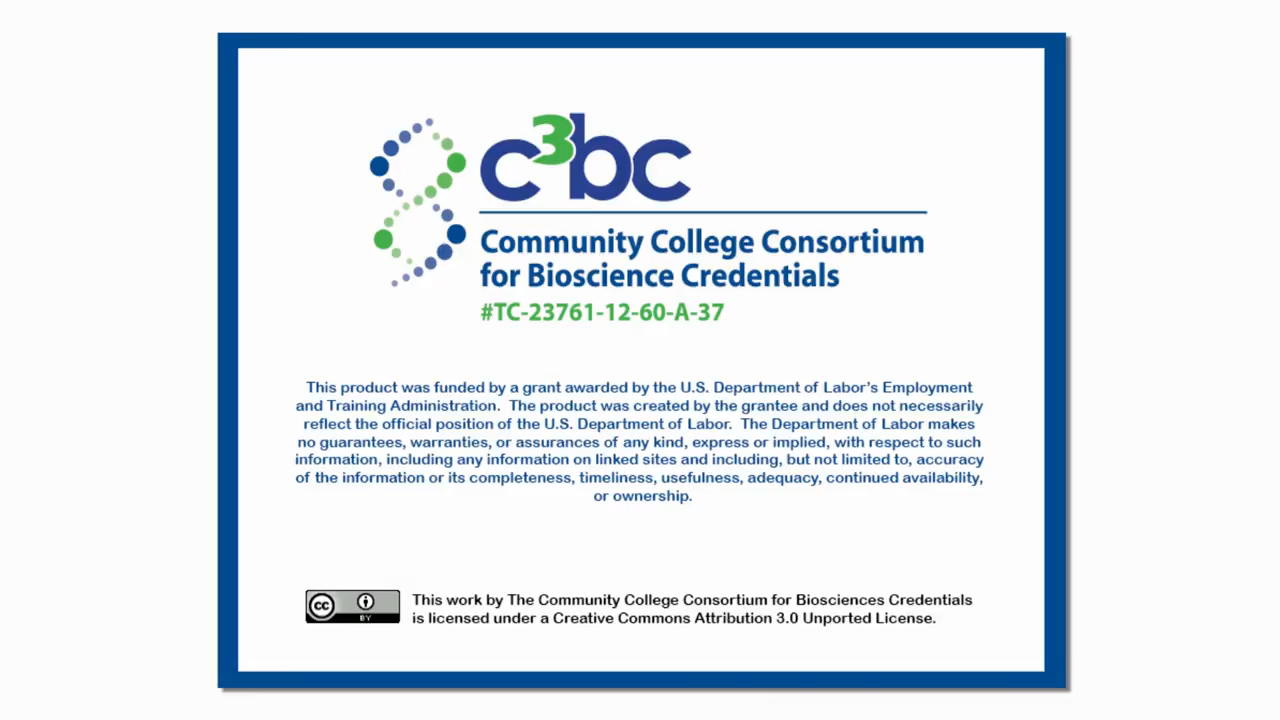 c³bc
Community College Consortium
for Bioscience Credentials
#TC-23761-12-60-A-37
This product was funded by a grant awarded by the U.S. Department of Labor’s Employment
and Training Administration.  The product was created by the grantee and does not necessarily
reflect the official position of the U.S. Department of Labor.  The Department of Labor makes
no guarantees, warranties, or assurances of any kind, express or implied, with respect to such
information, including any information on linked sites and including, but not limited to, accuracy
of the information or its completeness, timeliness, usefulness, adequacy, continued availability,
or ownership.
cc BY
This work by The Community College Consortium for Biosciences Credentials
is licensed under a Creative Commons Attribution 3.0 Unported License.